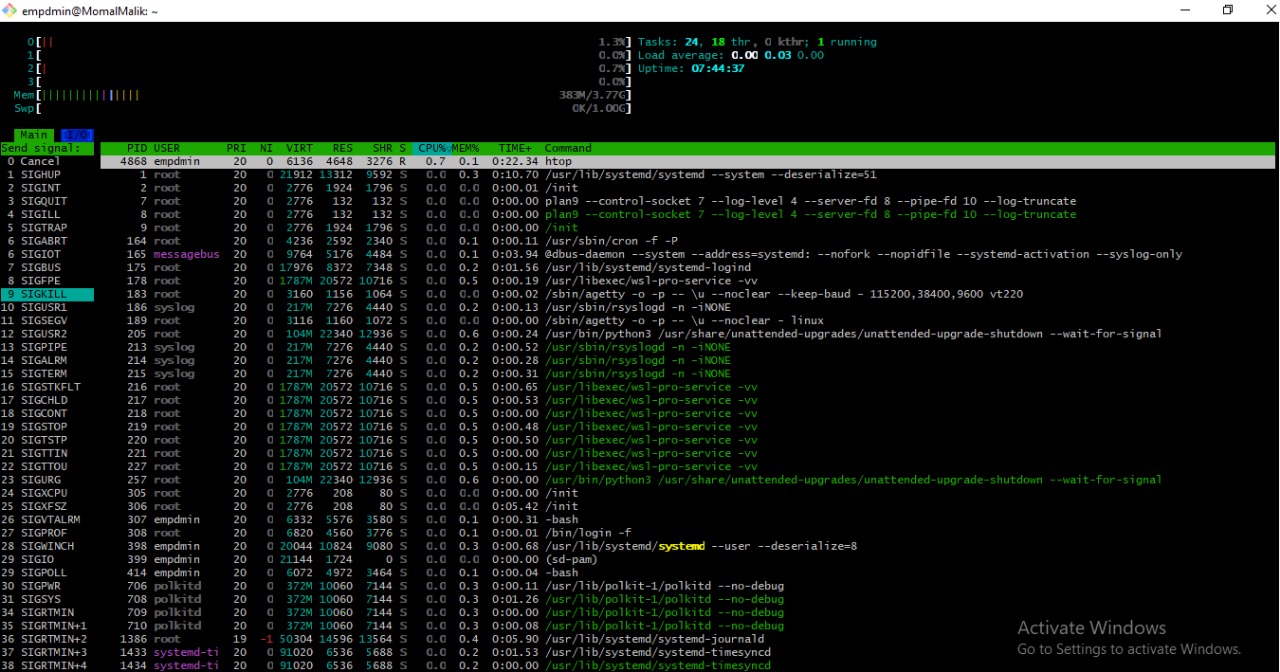 empdmin@MomalMalik: ~
0[|| 1.3%] Tasks: 24, 18 thr, 0 kthr; 1 running
1[ 0.0%] Load average: 0.00 0.03 0.00
2[| 0.7%] Uptime: 07:44:37
3[ 0.0%]
Mem[||||||||||||||||| 383M/3.77G]
Swp[ 0K/1.00G]
Main I/O
Send signal: PID USER PRI NI VIRT RES SHR S CPU% MEM% TIME+ Command
0 Cancel 4868 empdmin 20 0 6136 4648 3276 R 0.7 0.1 0:22.34 htop
1 SIGHUP 1 root 20 0 21912 13312 9592 S 0.0 0.3 0:10.70 /usr/lib/systemd/systemd --system --deserialize=51
2 SIGINT 2 root 20 0 2776 1924 1796 S 0.0 0.0 0:00.01 /init
3 SIGQUIT 7 root 20 0 2776 132 132 S 0.0 0.0 0:00.00 plan9 --control-socket 7 --log-level 4 --server-fd 8 --pipe-fd 10 --log-truncate
4 SIGILL 8 root 20 0 2776 132 132 S 0.0 0.0 0:00.00 plan9 --control-socket 7 --log-level 4 --server-fd 8 --pipe-fd 10 --log-truncate
5 SIGTRAP 9 root 20 0 2776 1924 1796 S 0.0 0.0 0:00.00 /init
6 SIGABRT 164 root 20 0 4236 2592 2340 S 0.0 0.1 0:00.11 /usr/sbin/cron -f -P
6 SIGIOT 165 messagebus 20 0 9764 5176 4484 S 0.0 0.1 0:03.94 @dbus-daemon --system --address=systemd: --nofork --nopidfile --systemd-activation --syslog-only
7 SIGBUS 175 root 20 0 17976 8372 7348 S 0.0 0.2 0:01.56 /usr/lib/systemd/systemd-logind
8 SIGFPE 178 root 20 0 1787M 20572 10716 S 0.0 0.5 0:00.19 /usr/libexec/wsl-pro-service -vv
9 SIGKILL 183 root 20 0 3160 1156 1064 S 0.0 0.0 0:00.02 /sbin/agetty -o -p -- \u --noclear --keep-baud - 115200,38400,9600 vt220
10 SIGUSR1 186 syslog 20 0 217M 7276 4440 S 0.0 0.2 0:00.13 /usr/sbin/rsyslogd -n -iNONE
11 SIGSEGV 189 root 20 0 3116 1160 1072 S 0.0 0.0 0:00.00 /sbin/agetty -o -p -- \u --noclear - linux
12 SIGUSR2 205 root 20 0 104M 22340 12936 S 0.0 0.6 0:00.24 /usr/bin/python3 /usr/share/unattended-upgrades/unattended-upgrade-shutdown --wait-for-signal
13 SIGPIPE 213 syslog 20 0 217M 7276 4440 S 0.0 0.2 0:00.52 /usr/sbin/rsyslogd -n -iNONE
14 SIGALRM 214 syslog 20 0 217M 7276 4440 S 0.0 0.2 0:00.28 /usr/sbin/rsyslogd -n -iNONE
15 SIGTERM 215 syslog 20 0 217M 7276 4440 S 0.0 0.2 0:00.31 /usr/sbin/rsyslogd -n -iNONE
16 SIGSTKFLT 216 root 20 0 1787M 20572 10716 S 0.0 0.5 0:00.65 /usr/libexec/wsl-pro-service -vv
17 SIGCHLD 217 root 20 0 1787M 20572 10716 S 0.0 0.5 0:00.53 /usr/libexec/wsl-pro-service -vv
18 SIGCONT 218 root 20 0 1787M 20572 10716 S 0.0 0.5 0:00.00 /usr/libexec/wsl-pro-service -vv
19 SIGSTOP 219 root 20 0 1787M 20572 10716 S 0.0 0.5 0:00.48 /usr/libexec/wsl-pro-service -vv
20 SIGTSTP 220 root 20 0 1787M 20572 10716 S 0.0 0.5 0:00.50 /usr/libexec/wsl-pro-service -vv
21 SIGTTIN 221 root 20 0 1787M 20572 10716 S 0.0 0.5 0:00.00 /usr/libexec/wsl-pro-service -vv
22 SIGTTOU 227 root 20 0 1787M 20572 10716 S 0.0 0.5 0:00.15 /usr/libexec/wsl-pro-service -vv
23 SIGURG 257 root 20 0 104M 22340 12936 S 0.0 0.6 0:00.00 /usr/bin/python3 /usr/share/unattended-upgrades/unattended-upgrade-shutdown --wait-for-signal
24 SIGXCPU 305 root 20 0 2776 208 80 S 0.0 0.0 0:00.00 /init
25 SIGXFSZ 306 root 20 0 2776 208 80 S 0.0 0.0 0:05.42 /init
26 SIGVTALRM 307 empdmin 20 0 6332 5576 3580 S 0.0 0.1 0:00.31 -bash
27 SIGPROF 308 root 20 0 6820 4560 3776 S 0.0 0.1 0:00.01 /bin/login -f
28 SIGWINCH 398 empdmin 20 0 20044 10824 9080 S 0.0 0.3 0:00.68 /usr/lib/systemd/systemd --user --deserialize=8
29 SIGIO 399 empdmin 20 0 21144 1724 0 S 0.0 0.0 0:00.00 (sd-pam)
29 SIGPOLL 414 empdmin 20 0 6072 4972 3464 S 0.0 0.1 0:00.04 -bash
30 SIGPWR 706 polkitd 20 0 372M 10060 7144 S 0.0 0.3 0:00.11 /usr/lib/polkit-1/polkitd --no-debug
31 SIGSYS 708 polkitd 20 0 372M 10060 7144 S 0.0 0.3 0:01.26 /usr/lib/polkit-1/polkitd --no-debug
34 SIGRTMIN 709 polkitd 20 0 372M 10060 7144 S 0.0 0.3 0:00.00 /usr/lib/polkit-1/polkitd --no-debug
35 SIGRTMIN+1 710 polkitd 20 0 372M 10060 7144 S 0.0 0.3 0:00.08 /usr/lib/polkit-1/polkitd --no-debug
36 SIGRTMIN+2 1386 root 19 -1 50304 14596 13564 S 0.0 0.4 0:05.90 /usr/lib/systemd/systemd-journald
37 SIGRTMIN+3 1433 systemd-ti 20 0 91020 6536 5688 S 0.0 0.2 0:01.53 /usr/lib/systemd/systemd-timesyncd
38 SIGRTMIN+4 1434 systemd-ti 20 0 91020 6536 5688 S 0.0 0.2 0:00.00 /usr/lib/systemd/systemd-timesyncd
Activate Windows
Go to Settings to activate Windows.